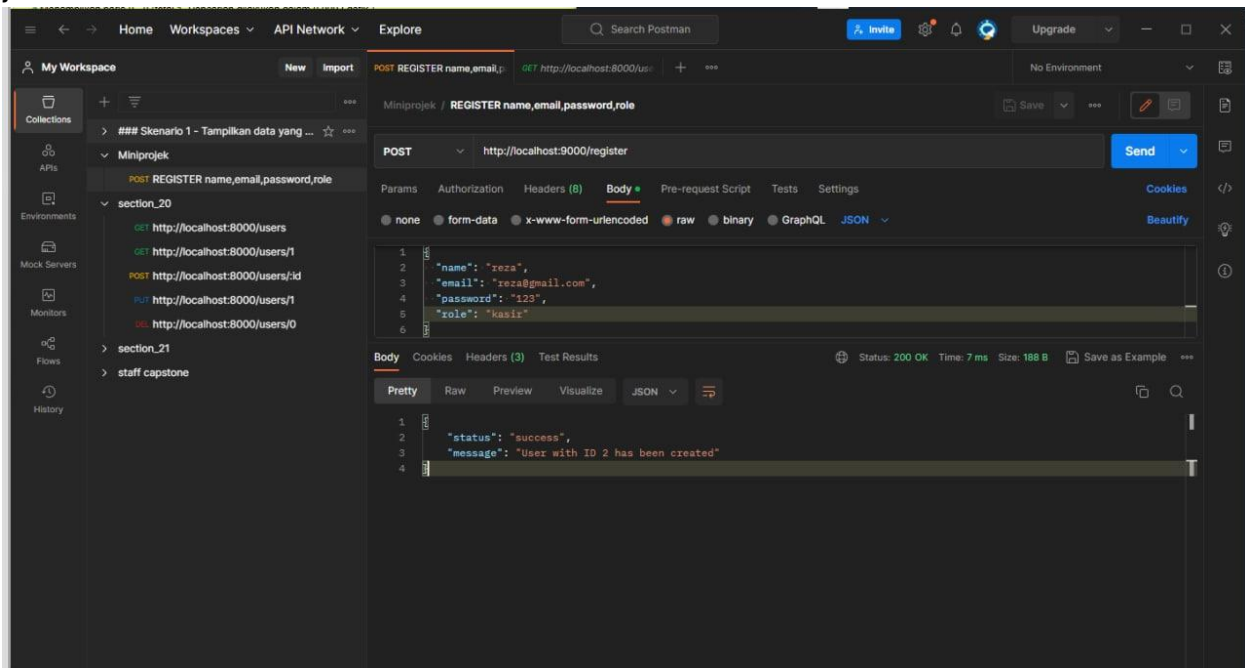 Home Workspaces API Network Explore Search Postman Invite Upgrade
My Workspace New Import POST REGISTER name,email,p GET http://localhost:8000/use No Environment
Collections
APIs
Environments
Mock Servers
Monitors
Flows
History
### Skenario 1 - Tampilkan data yang ...
Miniprojek
POST REGISTER name,email,password,role
section_20
GET http://localhost:8000/users
GET http://localhost:8000/users/1
POST http://localhost:8000/users/:id
PUT http://localhost:8000/users/1
DEL http://localhost:8000/users/0
section_21
staff capstone
Miniprojek / REGISTER name,email,password,role Save
POST http://localhost:9000/register Send
Params Authorization Headers (8) Body Pre-request Script Tests Settings Cookies
none form-data x-www-form-urlencoded raw binary GraphQL JSON Beautify
1 {
2 "name": "reza",
3 "email": "reza@gmail.com",
4 "password": "123",
5 "role": "kasir"
6 }
Body Cookies Headers (3) Test Results Status: 200 OK Time: 7 ms Size: 188 B Save as Example
Pretty Raw Preview Visualize JSON
1 {
2 "status": "success",
3 "message": "User with ID 2 has been created"
4 }